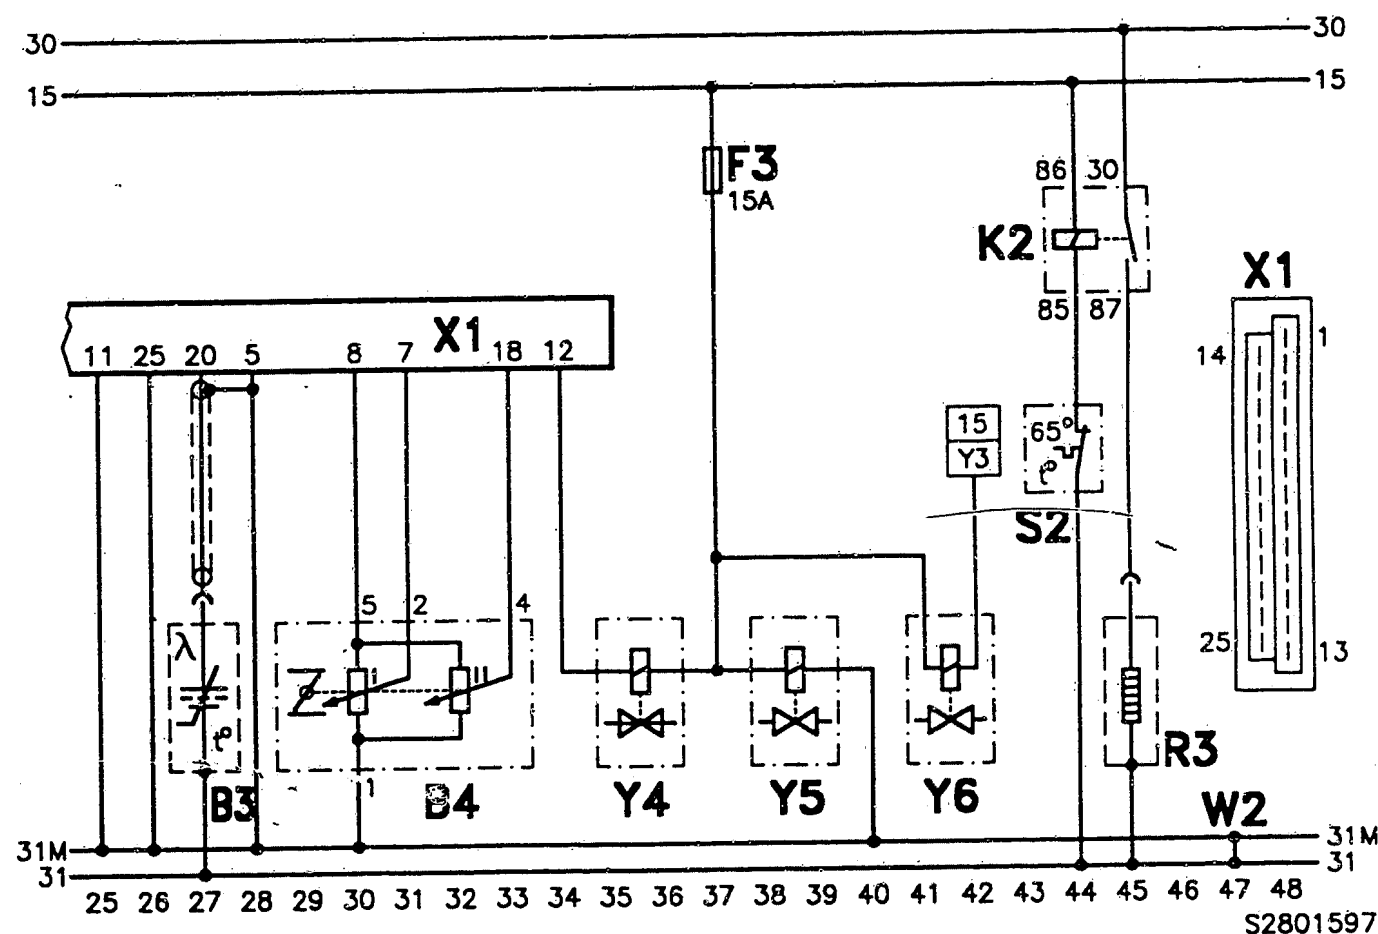 30 30
15 15
F3
15A
86 30
K2
85 87
X1
14 1
25 13
X1
11 25 20 5 8 7 18 12
15
Y3
65°
t°
S2
5 2 4
λ
I II
t°
1
B3 B4 Y4 Y5 Y6 R3
W2
31M 31M
31 31
25 26 27 28 29 30 31 32 33 34 35 36 37 38 39 40 41 42 43 44 45 46 47 48
S2801597